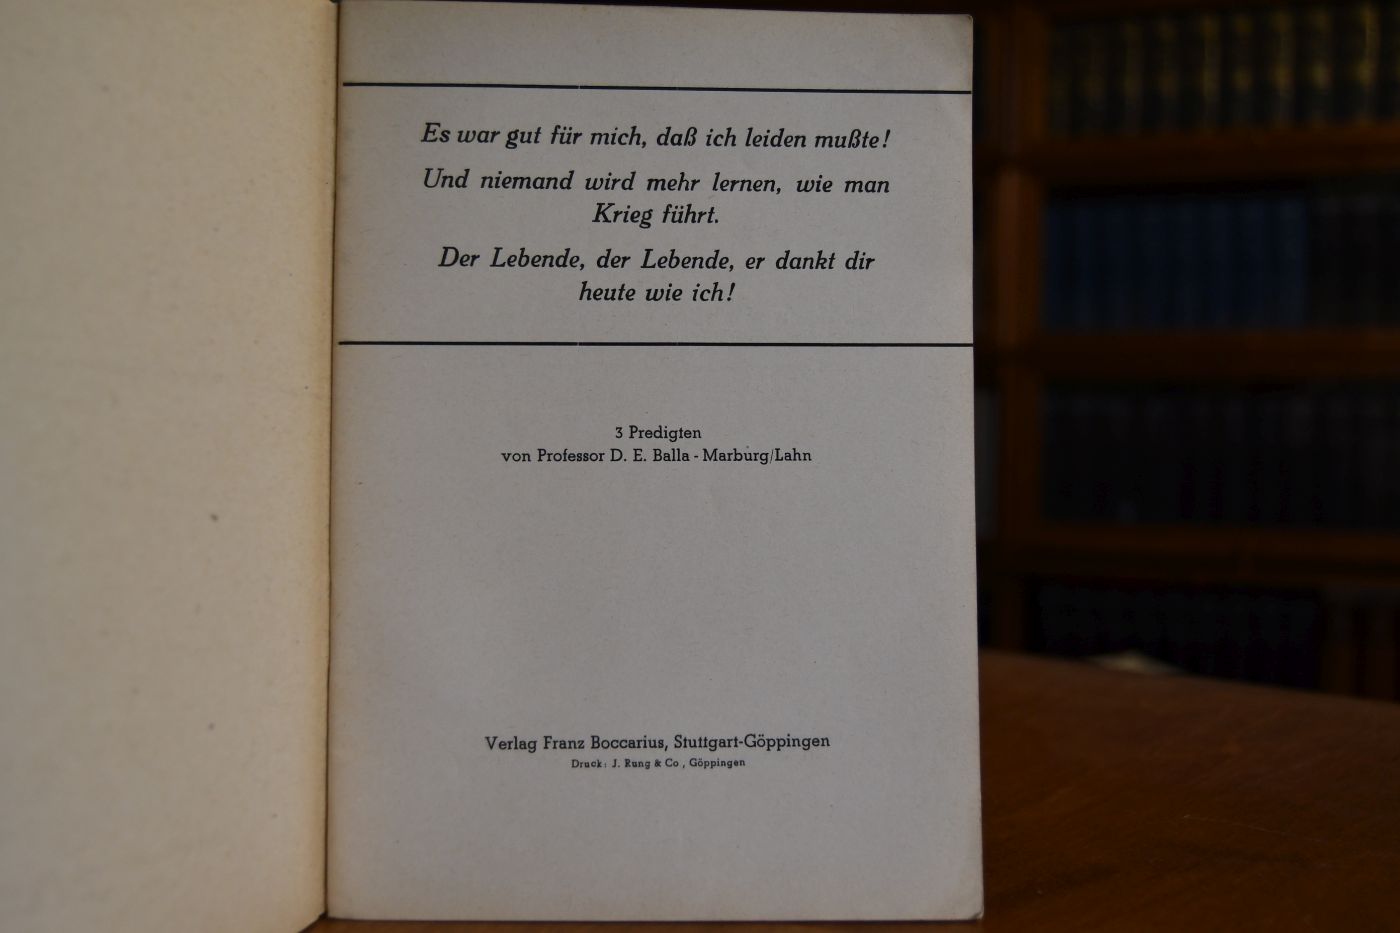 Es war gut für mich, daß ich leiden mußte!
Und niemand wird mehr lernen, wie man
Krieg führt.
Der Lebende, der Lebende, er dankt dir
heute wie ich!
3 Predigten
von Professor D. E. Balla - Marburg/Lahn
Verlag Franz Boccarius, Stuttgart-Göppingen
Druck: J. Rung & Co, Göppingen